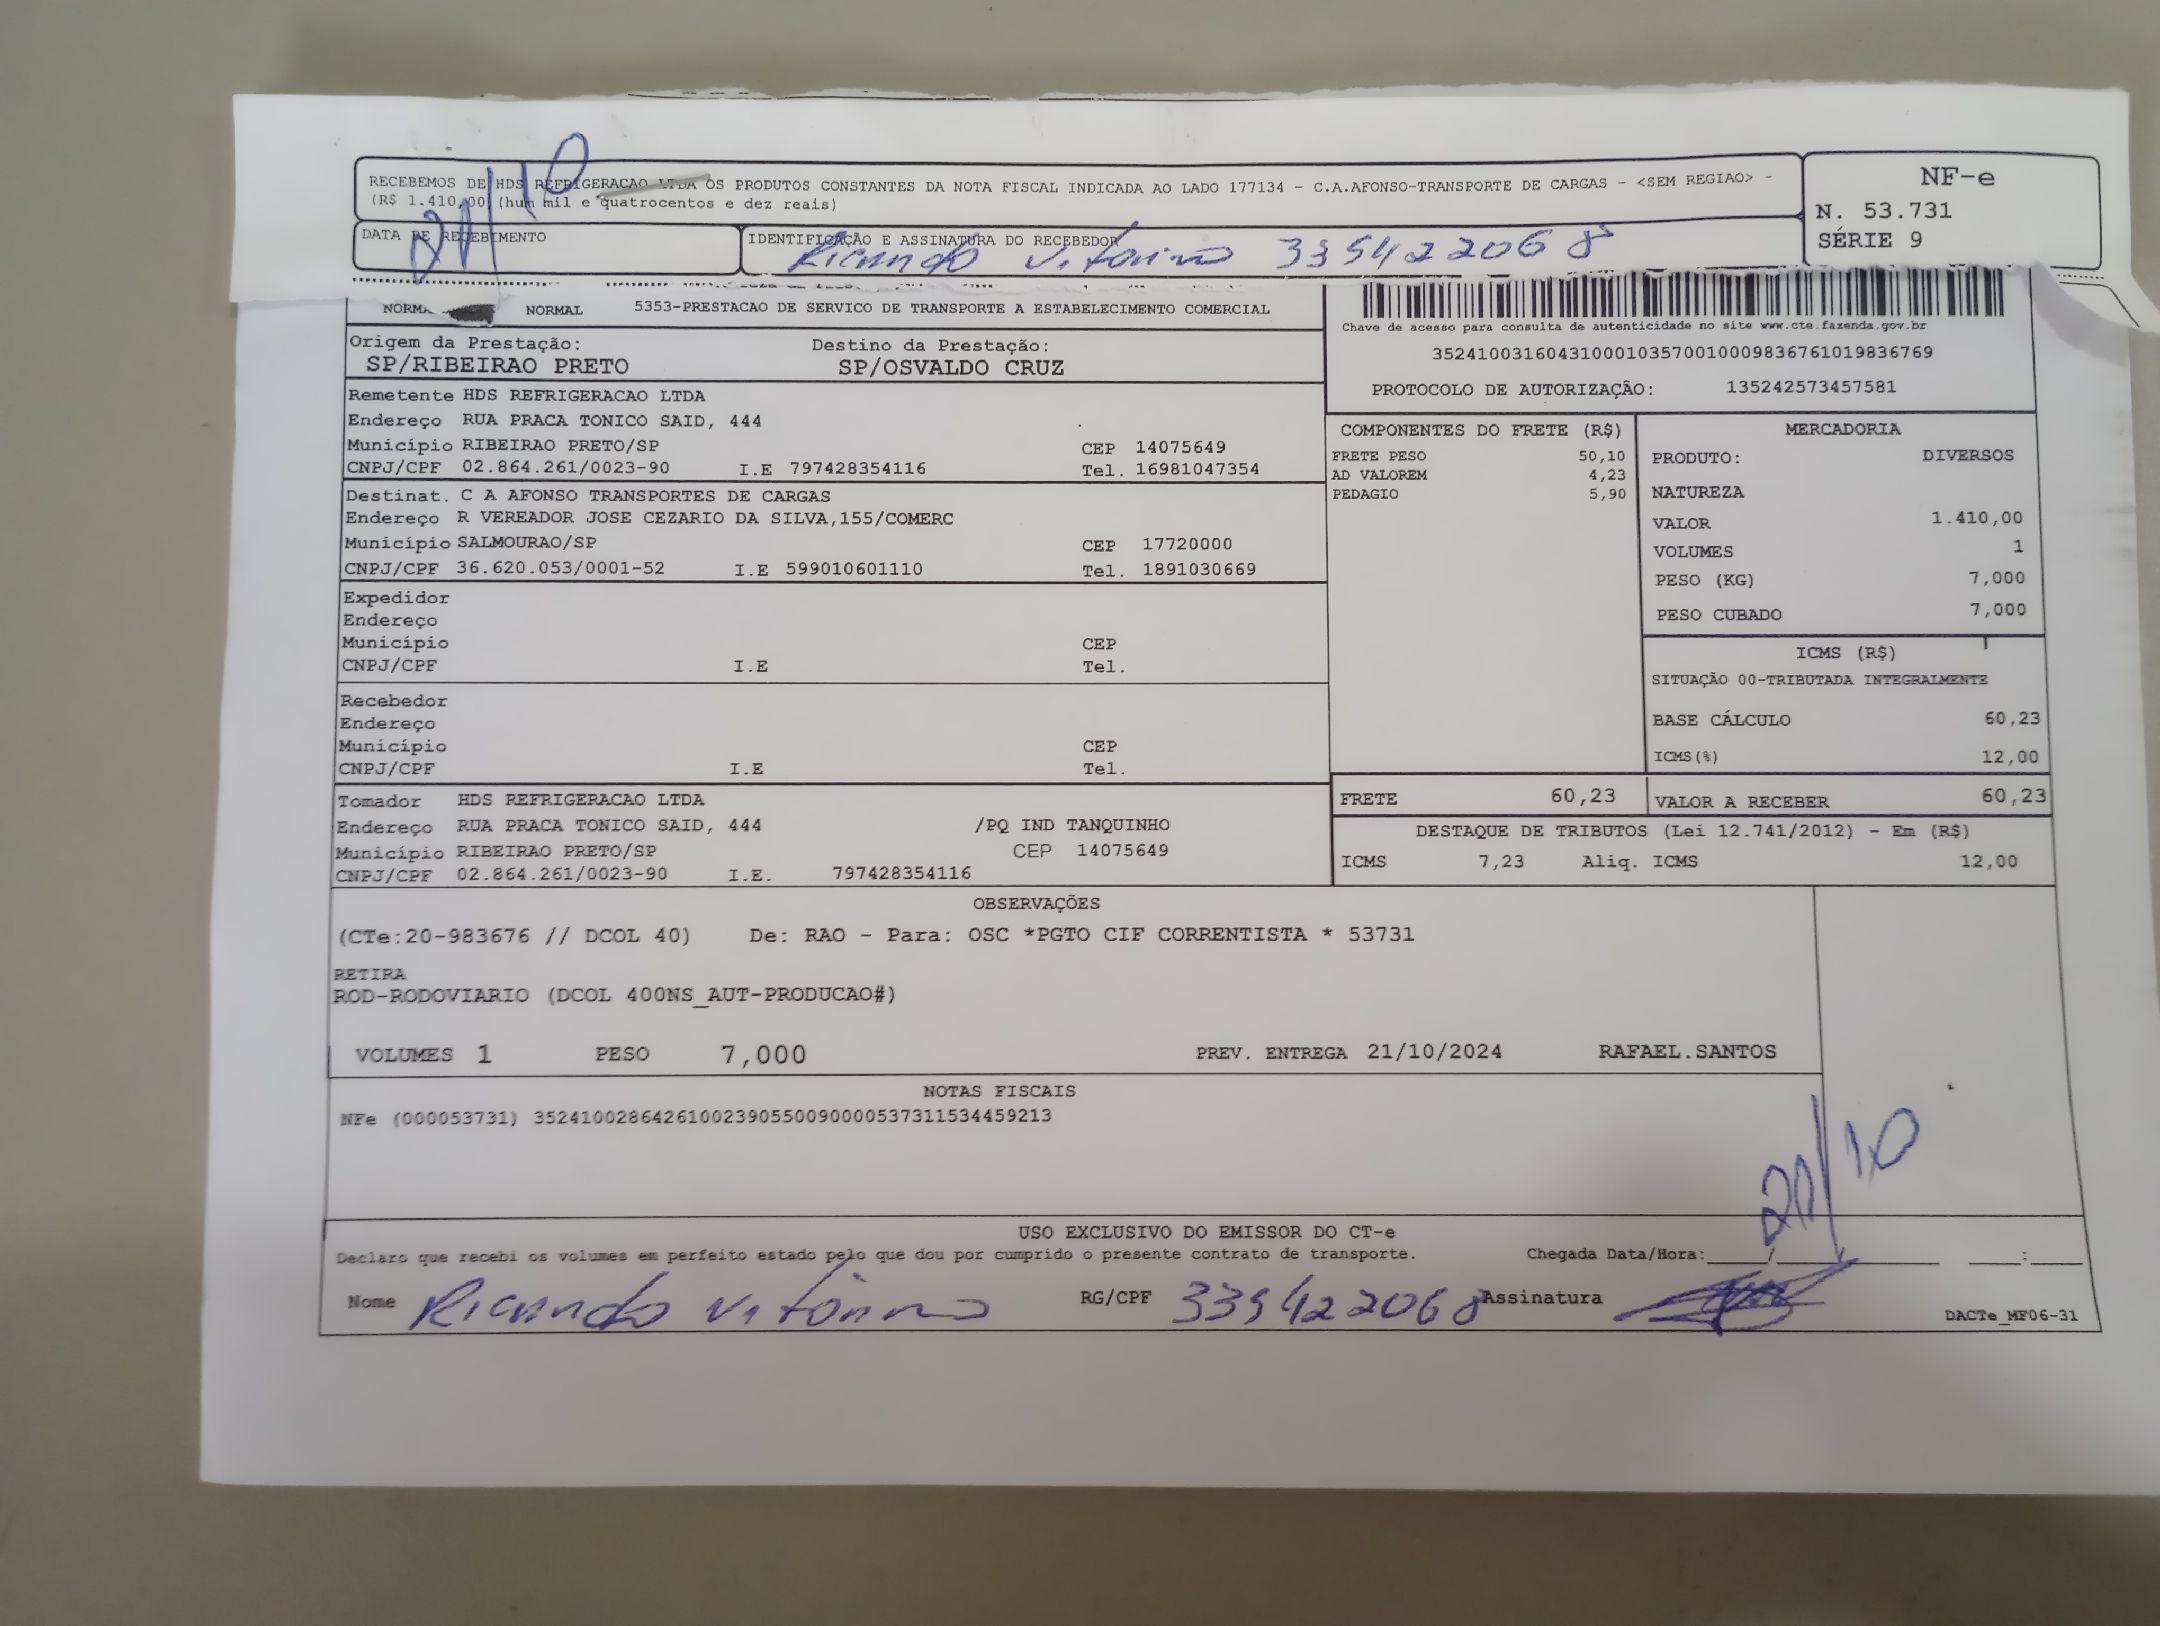 RECEBEMOS DE HDS REFRIGERACAO LTDA OS PRODUTOS CONSTANTES DA NOTA FISCAL INDICADA AO LADO 177134 - C.A.AFONSO-TRANSPORTE DE CARGAS - <SEM REGIAO> -
(R$ 1.410,00 (hum mil e quatrocentos e dez reais)
NF-e
N. 53.731
SÉRIE 9
DATA DE RECEBIMENTO
21/10
IDENTIFICAÇÃO E ASSINATURA DO RECEBEDOR
Ricardo Vitorino 335422068
NORMAL 5353-PRESTACAO DE SERVICO DE TRANSPORTE A ESTABELECIMENTO COMERCIAL
Chave de acesso para consulta de autenticidade no site www.cte.fazenda.gov.br
35241003160431000103570010009836761019836769
PROTOCOLO DE AUTORIZAÇÃO: 135242573457581
Origem da Prestação: Destino da Prestação:
SP/RIBEIRAO PRETO SP/OSVALDO CRUZ
Remetente HDS REFRIGERACAO LTDA
Endereço RUA PRACA TONICO SAID, 444
Município RIBEIRAO PRETO/SP CEP 14075649
CNPJ/CPF 02.864.261/0023-90 I.E 797428354116 Tel. 16981047354
Destinat. C A AFONSO TRANSPORTES DE CARGAS
Endereço R VEREADOR JOSE CEZARIO DA SILVA,155/COMERC
Município SALMOURAO/SP CEP 17720000
CNPJ/CPF 36.620.053/0001-52 I.E 599010601110 Tel. 1891030669
Expedidor
Endereço
Município CEP
CNPJ/CPF I.E Tel.
Recebedor
Endereço
Município CEP
CNPJ/CPF I.E Tel.
Tomador HDS REFRIGERACAO LTDA
Endereço RUA PRACA TONICO SAID, 444 /PQ IND TANQUINHO
Município RIBEIRAO PRETO/SP CEP 14075649
CNPJ/CPF 02.864.261/0023-90 I.E. 797428354116
COMPONENTES DO FRETE (R$)
FRETE PESO 50,10
AD VALOREM 4,23
PEDAGIO 5,90
MERCADORIA
PRODUTO: DIVERSOS
NATUREZA
VALOR 1.410,00
VOLUMES 1
PESO (KG) 7,000
PESO CUBADO 7,000
ICMS (R$)
SITUAÇÃO 00-TRIBUTADA INTEGRALMENTE
BASE CÁLCULO 60,23
ICMS(%) 12,00
FRETE 60,23 VALOR A RECEBER 60,23
DESTAQUE DE TRIBUTOS (Lei 12.741/2012) - Em (R$)
ICMS 7,23 Aliq. ICMS 12,00
OBSERVAÇÕES
(CTe:20-983676 // DCOL 40) De: RAO - Para: OSC *PGTO CIF CORRENTISTA * 53731
RETIRA
ROD-RODOVIARIO (DCOL 400NS_AUT-PRODUCAO#)
VOLUMES 1 PESO 7,000 PREV. ENTREGA 21/10/2024 RAFAEL.SANTOS
NOTAS FISCAIS
NFe (000053731) 35241002864261002390550090000537311534459213
21/10
USO EXCLUSIVO DO EMISSOR DO CT-e
Declaro que recebi os volumes em perfeito estado pelo que dou por cumprido o presente contrato de transporte. Chegada Data/Hora:____/
Nome Ricardo Vitorino RG/CPF 335422068 Assinatura
DACTe_MF06-31